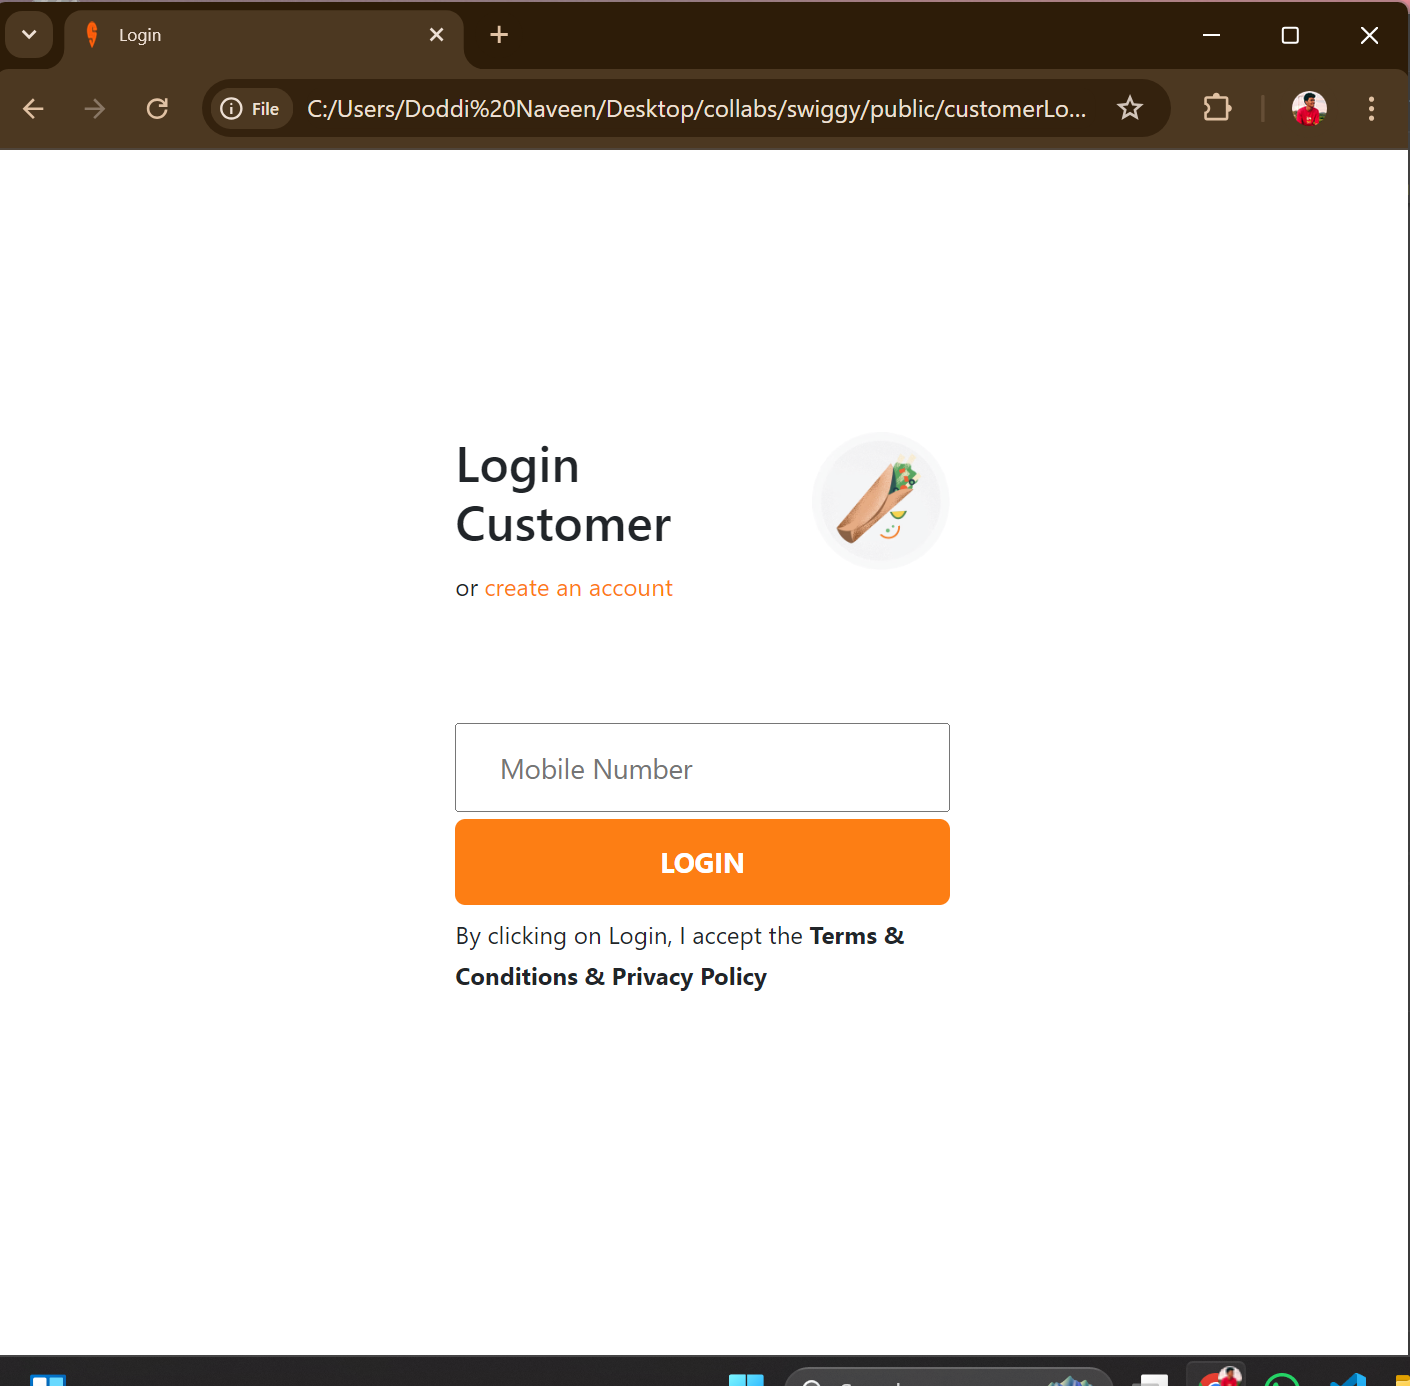 Login
File
C:/Users/Doddi%20Naveen/Desktop/collabs/swiggy/public/customerLo...
Login
Customer
or create an account
Mobile Number
LOGIN
By clicking on Login, I accept the Terms &
Conditions & Privacy Policy